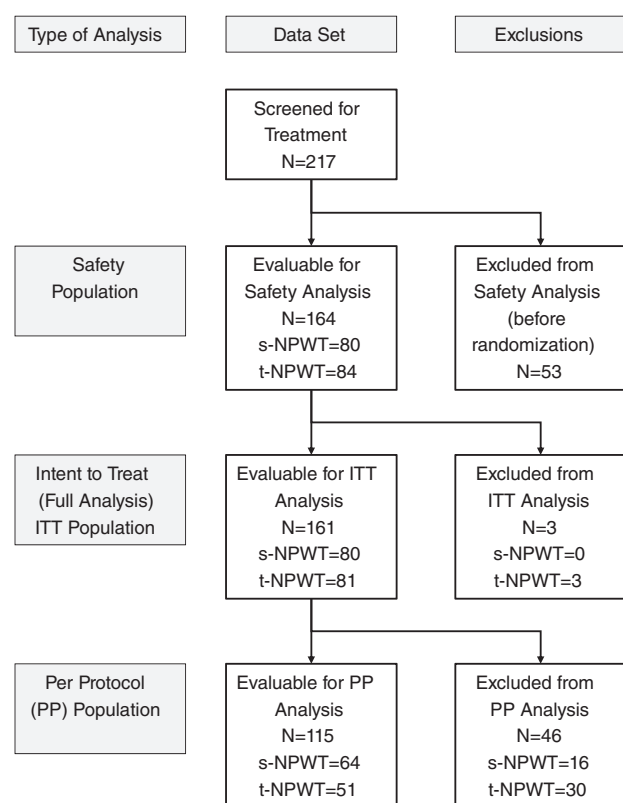 Type of Analysis
Data Set
Exclusions
Screened for
Treatment
N=217
Safety
Population
Evaluable for
Safety Analysis
N=164
s-NPWT=80
t-NPWT=84
Excluded from
Safety Analysis
(before
randomization)
N=53
Intent to Treat
(Full Analysis)
ITT Population
Evaluable for ITT
Analysis
N=161
s-NPWT=80
t-NPWT=81
Excluded from
ITT Analysis
N=3
s-NPWT=0
t-NPWT=3
Per Protocol
(PP) Population
Evaluable for PP
Analysis
N=115
s-NPWT=64
t-NPWT=51
Excluded from
PP Analysis
N=46
s-NPWT=16
t-NPWT=30